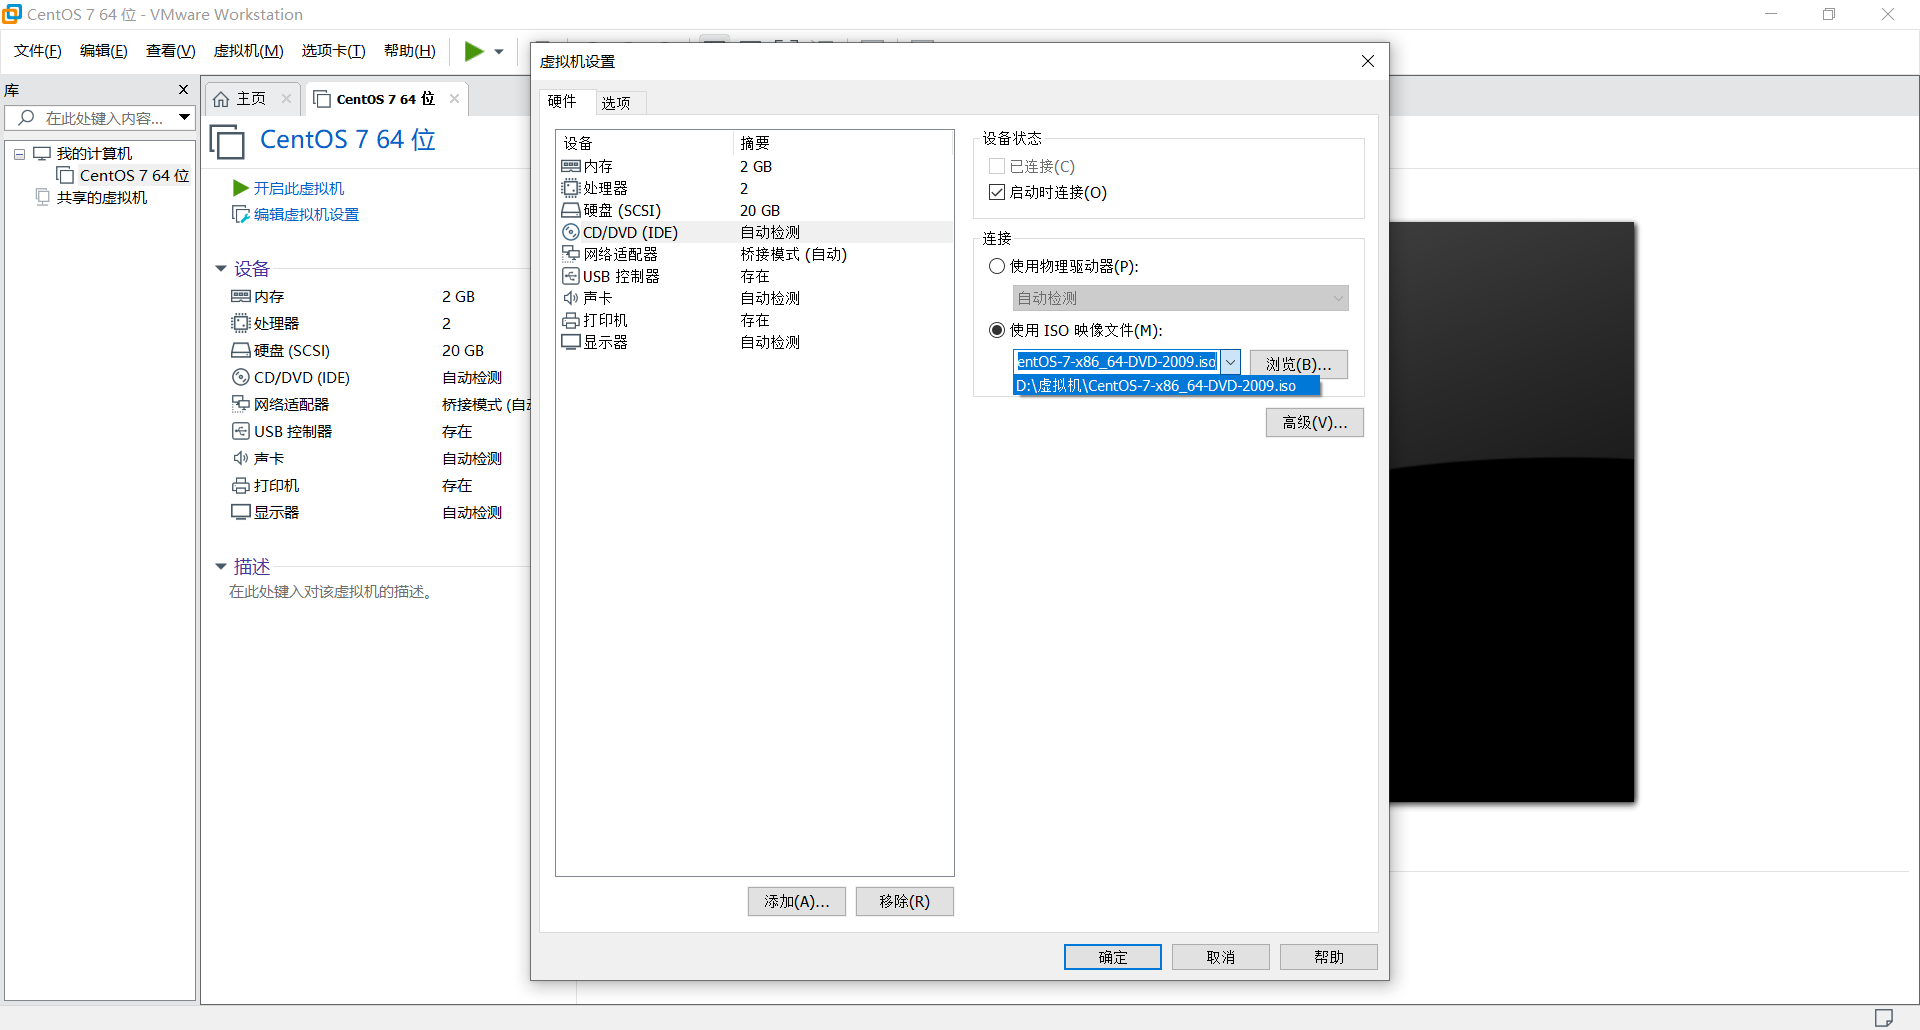 CentOS 7 64 位 - VMware Workstation
文件(F) 编辑(E) 查看(V) 虚拟机(M) 选项卡(T) 帮助(H)
库
在此处键入内容...
我的计算机
CentOS 7 64 位
共享的虚拟机
主页
CentOS 7 64 位
CentOS 7 64 位
开启此虚拟机
编辑虚拟机设置
设备
内存 2 GB
处理器 2
硬盘 (SCSI) 20 GB
CD/DVD (IDE) 自动检测
网络适配器 桥接模式 (自动
USB 控制器 存在
声卡 自动检测
打印机 存在
显示器 自动检测
描述
在此处键入对该虚拟机的描述。
虚拟机设置
硬件 选项
设备 摘要
内存 2 GB
处理器 2
硬盘 (SCSI) 20 GB
CD/DVD (IDE) 自动检测
网络适配器 桥接模式 (自动)
USB 控制器 存在
声卡 自动检测
打印机 存在
显示器 自动检测
添加(A)... 移除(R)
设备状态
已连接(C)
启动时连接(O)
连接
使用物理驱动器(P):
自动检测
使用 ISO 映像文件(M):
entOS-7-x86_64-DVD-2009.iso 浏览(B)...
D:\虚拟机\CentOS-7-x86_64-DVD-2009.iso
高级(V)...
确定 取消 帮助